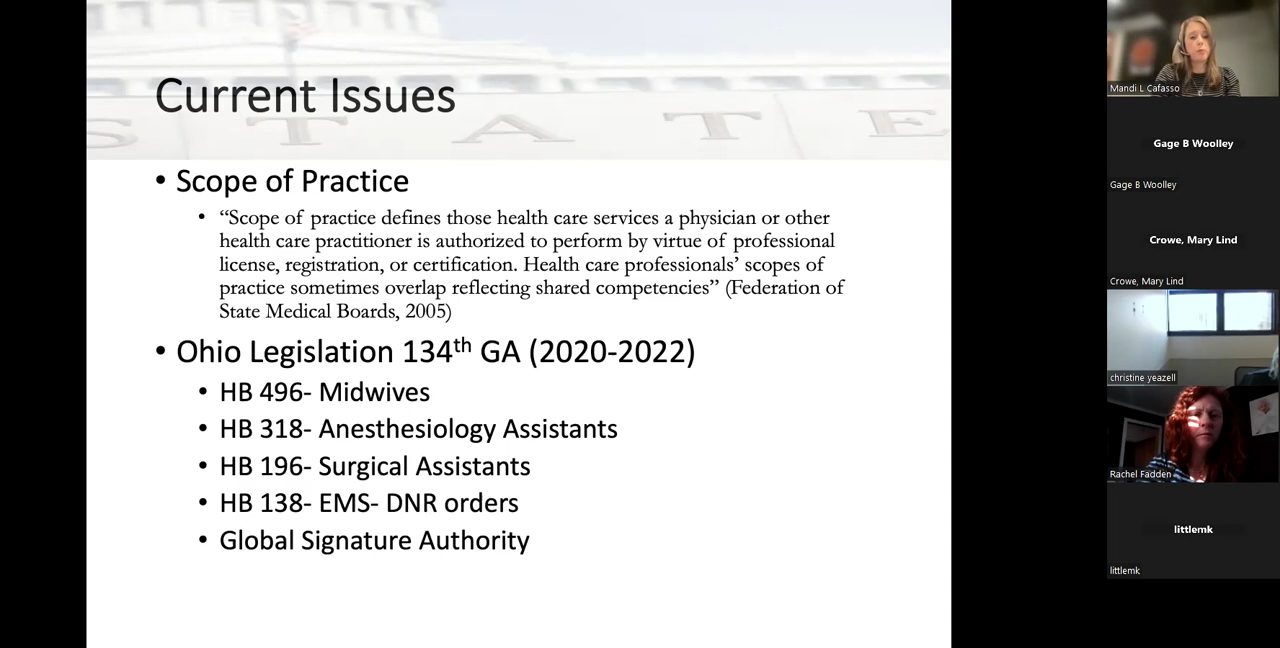 Current Issues
STATE
• Scope of Practice
• “Scope of practice defines those health care services a physician or other
health care practitioner is authorized to perform by virtue of professional
license, registration, or certification. Health care professionals’ scopes of
practice sometimes overlap reflecting shared competencies” (Federation of
State Medical Boards, 2005)
• Ohio Legislation 134th GA (2020-2022)
• HB 496- Midwives
• HB 318- Anesthesiology Assistants
• HB 196- Surgical Assistants
• HB 138- EMS- DNR orders
• Global Signature Authority
Mandi L Cafasso
Gage B Woolley
Gage B Woolley
Crowe, Mary Lind
Crowe, Mary Lind
christine yeazell
Rachel Fadden
littlemk
littlemk